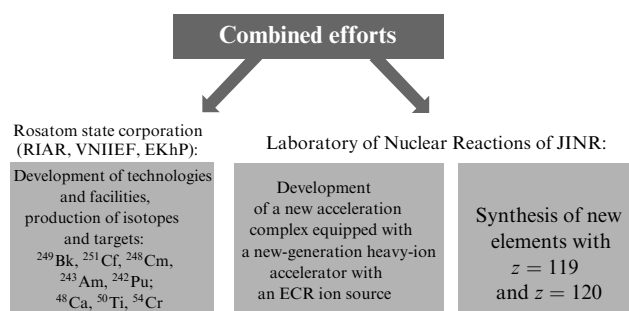 Combined efforts
Rosatom state corporation
(RIAR, VNIIEF, EKhP):
Development of technologies
and facilities,
production of isotopes
and targets:
²⁴⁹Bk, ²⁵¹Cf, ²⁴⁸Cm,
²⁴³Am, ²⁴²Pu;
⁴⁸Ca, ⁵⁰Ti, ⁵⁴Cr
Laboratory of Nuclear Reactions of JINR:
Development
of a new acceleration
complex equipped with
a new-generation heavy-ion
accelerator with
an ECR ion source
Synthesis of new
elements with
z = 119
and z = 120